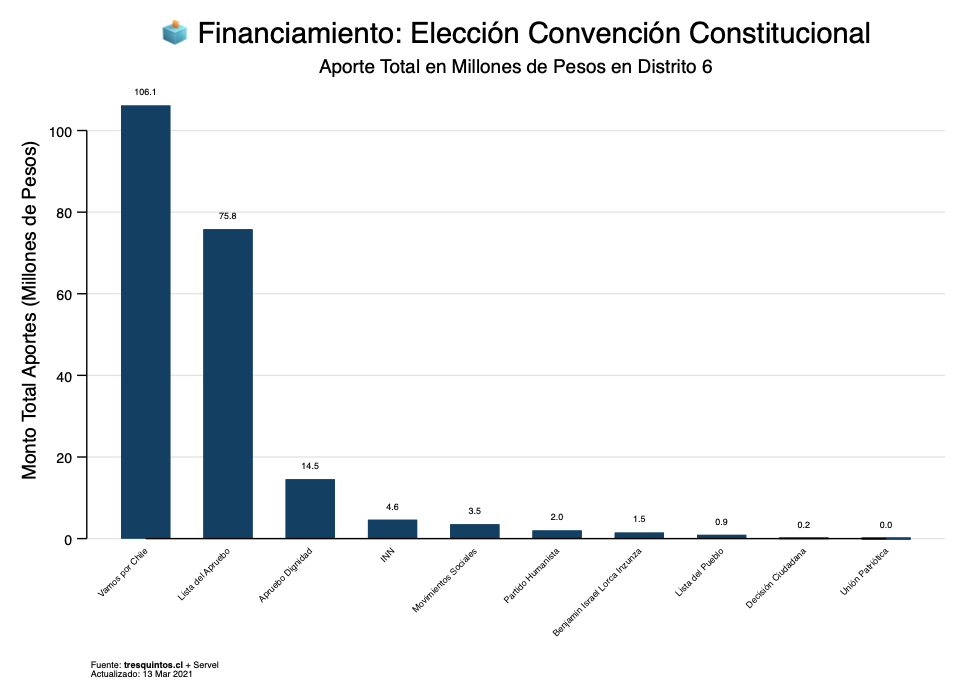 Financiamiento: Elección Convención Constitucional
Aporte Total en Millones de Pesos en Distrito 6
Monto Total Aportes (Millones de Pesos)
100
80
60
40
20
0
106.1
75.8
14.5
4.6
3.5
2.0
1.5
0.9
0.2
0.0
Vamos por Chile
Lista del Apruebo
Apruebo Dignidad
INN
Movimientos Sociales
Partido Humanista
Benjamin Israel Lorca Inzunza
Lista del Pueblo
Decisión Ciudadana
Unión Patriótica
Fuente: tresquintos.cl + Servel
Actualizado: 13 Mar 2021